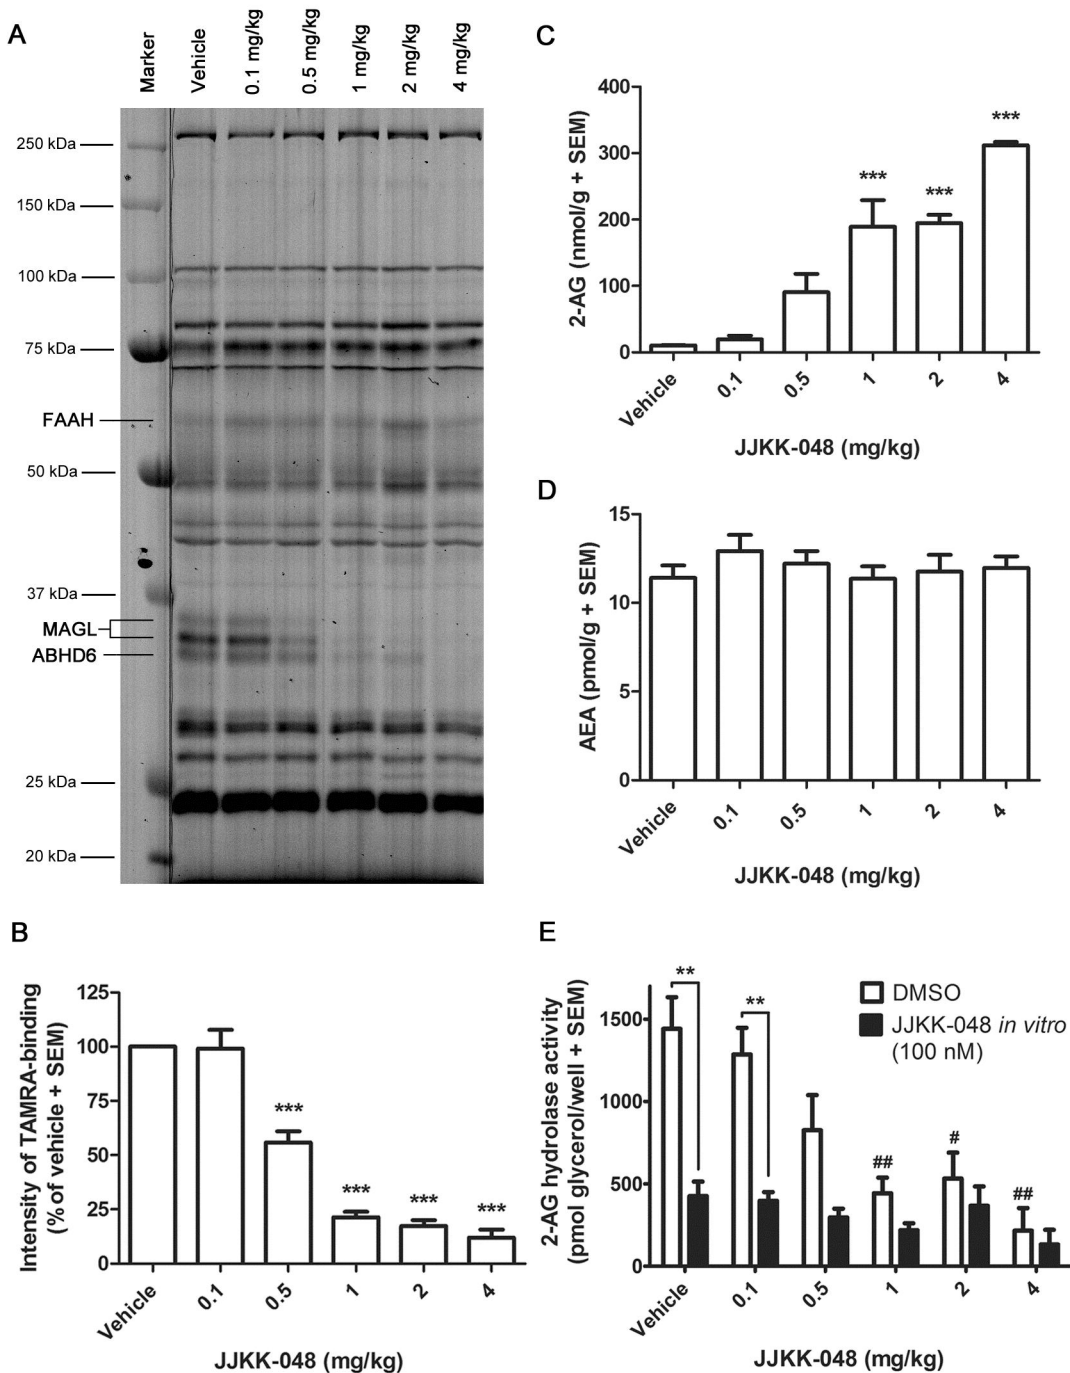 A
Marker
Vehicle
0.1 mg/kg
0.5 mg/kg
1 mg/kg
2 mg/kg
4 mg/kg
250 kDa
150 kDa
100 kDa
75 kDa
FAAH
50 kDa
37 kDa
MAGL
ABHD6
25 kDa
20 kDa
B
Intensity of TAMRA-binding
(% of vehicle + SEM)
125
100
75
50
25
0
***
***
***
***
Vehicle
0.1
0.5
1
2
4
JJKK-048 (mg/kg)
C
2-AG (nmol/g + SEM)
400
300
200
100
0
***
***
***
Vehicle
0.1
0.5
1
2
4
JJKK-048 (mg/kg)
D
AEA (pmol/g + SEM)
15
10
5
0
Vehicle
0.1
0.5
1
2
4
JJKK-048 (mg/kg)
E
2-AG hydrolase activity
(pmol glycerol/well + SEM)
1500
1000
500
0
**
**
##
#
##
DMSO
JJKK-048 in vitro
(100 nM)
Vehicle
0.1
0.5
1
2
4
JJKK-048 (mg/kg)